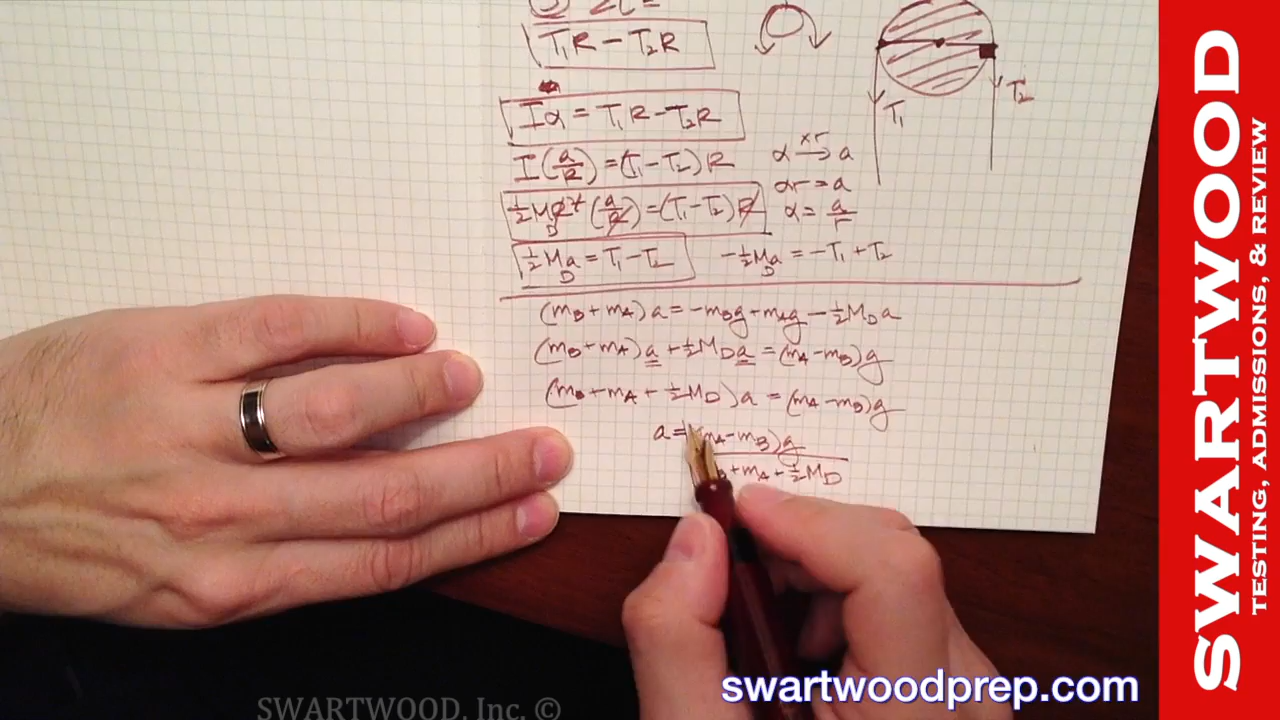 T₁R − T₂R
Iα = T₁R − T₂R
I(a/R) = (T₁ − T₂)R
½M_D R² (a/R) = (T₁ − T₂)R
½M_D a = T₁ − T₂
−½M_D a = −T₁ + T₂
α ×r → a
αr = a
α = a/r
T₁
T₂
(m_B + m_A)a = −m_B g + m_A g − ½M_D a
(m_B + m_A)a + ½M_D a = (m_A − m_B)g
(m_B + m_A + ½M_D)a = (m_A − m_B)g
a = (m_A − m_B)g
B + m_A + ½M_D
SWARTWOOD
TESTING, ADMISSIONS, & REVIEW
swartwoodprep.com
SWARTWOOD, Inc. ©